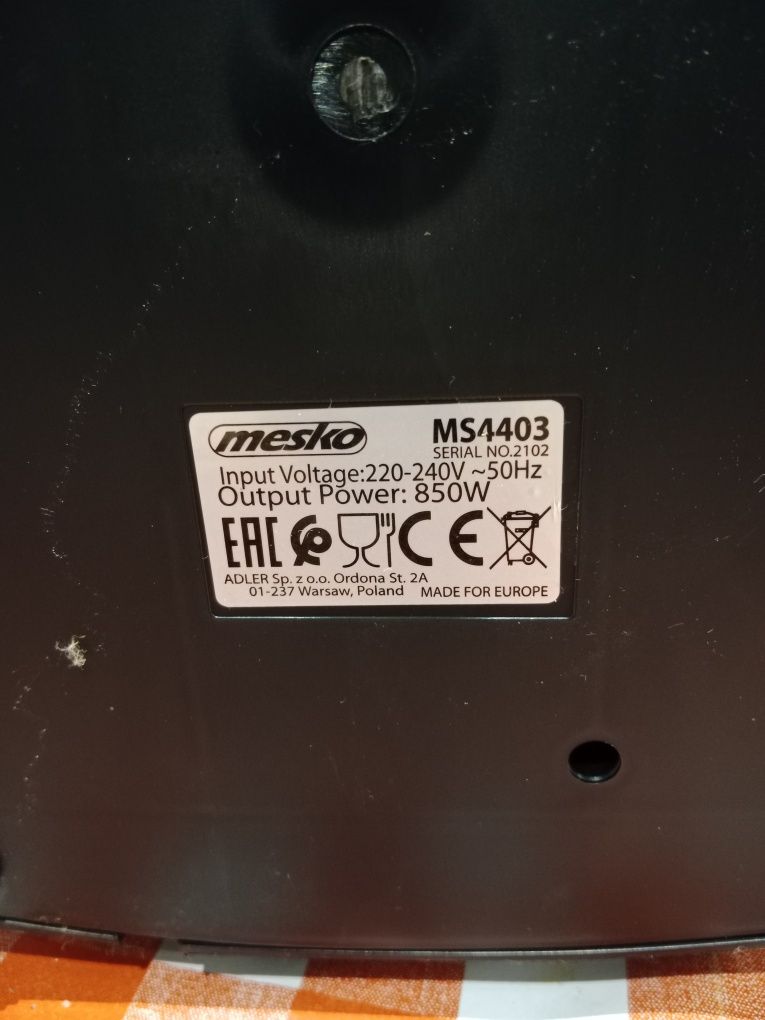 mesko MS4403
SERIAL NO.2102
Input Voltage:220-240V ~50Hz
Output Power: 850W
EAC CE
ADLER Sp. z o.o. Ordona St. 2A
01-237 Warsaw, Poland MADE FOR EUROPE